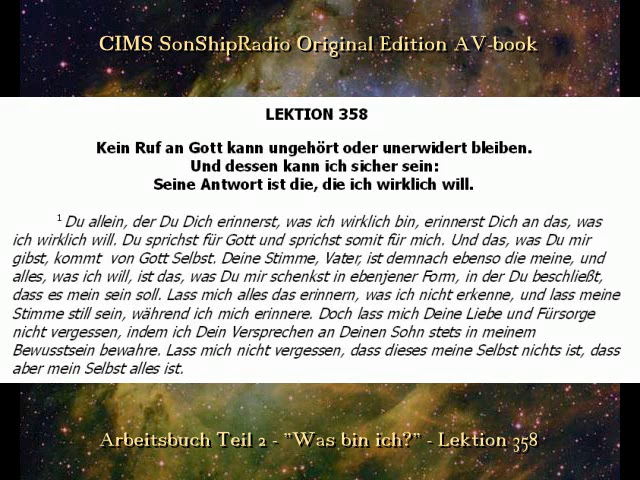 CIMS SonShipRadio Original Edition AV-book
LEKTION 358
Kein Ruf an Gott kann ungehört oder unerwidert bleiben.
Und dessen kann ich sicher sein:
Seine Antwort ist die, die ich wirklich will.
1 Du allein, der Du Dich erinnerst, was ich wirklich bin, erinnerst Dich an das, was
ich wirklich will. Du sprichst für Gott und sprichst somit für mich. Und das, was Du mir
gibst, kommt von Gott Selbst. Deine Stimme, Vater, ist demnach ebenso die meine, und
alles, was ich will, ist das, was Du mir schenkst in ebenjener Form, in der Du beschließt,
dass es mein sein soll. Lass mich alles das erinnern, was ich nicht erkenne, und lass meine
Stimme still sein, während ich mich erinnere. Doch lass mich Deine Liebe und Fürsorge
nicht vergessen, indem ich Dein Versprechen an Deinen Sohn stets in meinem
Bewusstsein bewahre. Lass mich nicht vergessen, dass dieses meine Selbst nichts ist, dass
aber mein Selbst alles ist.
Arbeitsbuch Teil 2 - "Was bin ich?" - Lektion 358